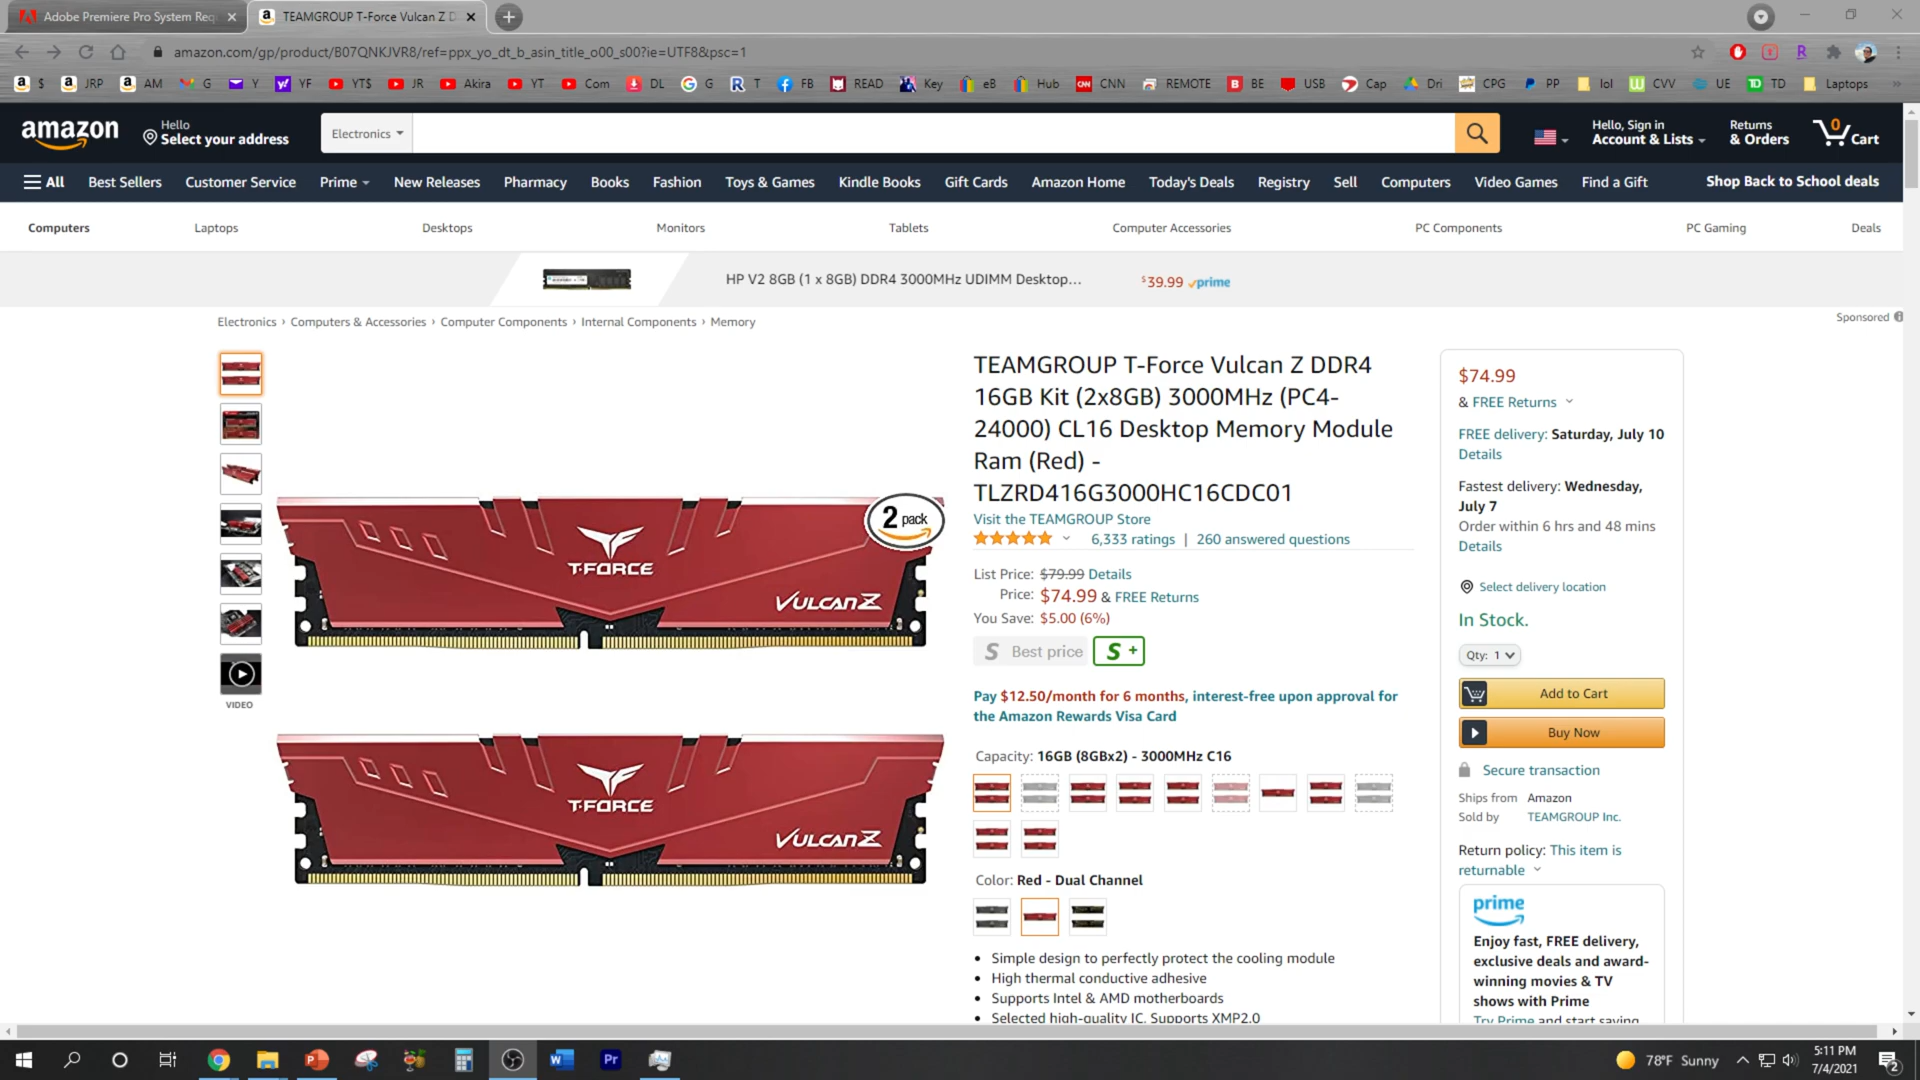 Adobe Premiere Pro System Req
TEAMGROUP T-Force Vulcan Z D
amazon.com/gp/product/B07QNKJVR8/ref=ppx_yo_dt_b_asin_title_o00_s00?ie=UTF8&psc=1
$ JRP AM G Y YF YT$ JR Akira YT Com DL G T FB READ Key eB Hub CNN REMOTE BE USB Cap Dri CPG PP lol CVV UE TD Laptops
amazon
Hello
Select your address
Electronics
Hello, Sign in
Account & Lists
Returns
& Orders
0
Cart
All Best Sellers Customer Service Prime New Releases Pharmacy Books Fashion Toys & Games Kindle Books Gift Cards Amazon Home Today's Deals Registry Sell Computers Video Games Find a Gift Shop Back to School deals
Computers Laptops Desktops Monitors Tablets Computer Accessories PC Components PC Gaming Deals
HP V2 8GB (1 x 8GB) DDR4 3000MHz UDIMM Desktop... $39.99 prime
Sponsored
Electronics › Computers & Accessories › Computer Components › Internal Components › Memory
VIDEO
2 pack
T-FORCE
VULCANZ
T-FORCE
VULCANZ
TEAMGROUP T-Force Vulcan Z DDR4
16GB Kit (2x8GB) 3000MHz (PC4-
24000) CL16 Desktop Memory Module
Ram (Red) -
TLZRD416G3000HC16CDC01
Visit the TEAMGROUP Store
6,333 ratings | 260 answered questions
List Price: $79.99 Details
Price: $74.99 & FREE Returns
You Save: $5.00 (6%)
S Best price S +
Pay $12.50/month for 6 months, interest-free upon approval for
the Amazon Rewards Visa Card
Capacity: 16GB (8GBx2) - 3000MHz C16
Color: Red - Dual Channel
• Simple design to perfectly protect the cooling module
• High thermal conductive adhesive
• Supports Intel & AMD motherboards
• Selected high-quality IC. Supports XMP2.0
$74.99
& FREE Returns
FREE delivery: Saturday, July 10
Details
Fastest delivery: Wednesday,
July 7
Order within 6 hrs and 48 mins
Details
Select delivery location
In Stock.
Qty: 1
Add to Cart
Buy Now
Secure transaction
Ships from Amazon
Sold by TEAMGROUP Inc.
Return policy: This item is
returnable
prime
Enjoy fast, FREE delivery,
exclusive deals and award-
winning movies & TV
shows with Prime
Try Prime and start saving
78°F Sunny
5:11 PM
7/4/2021
2